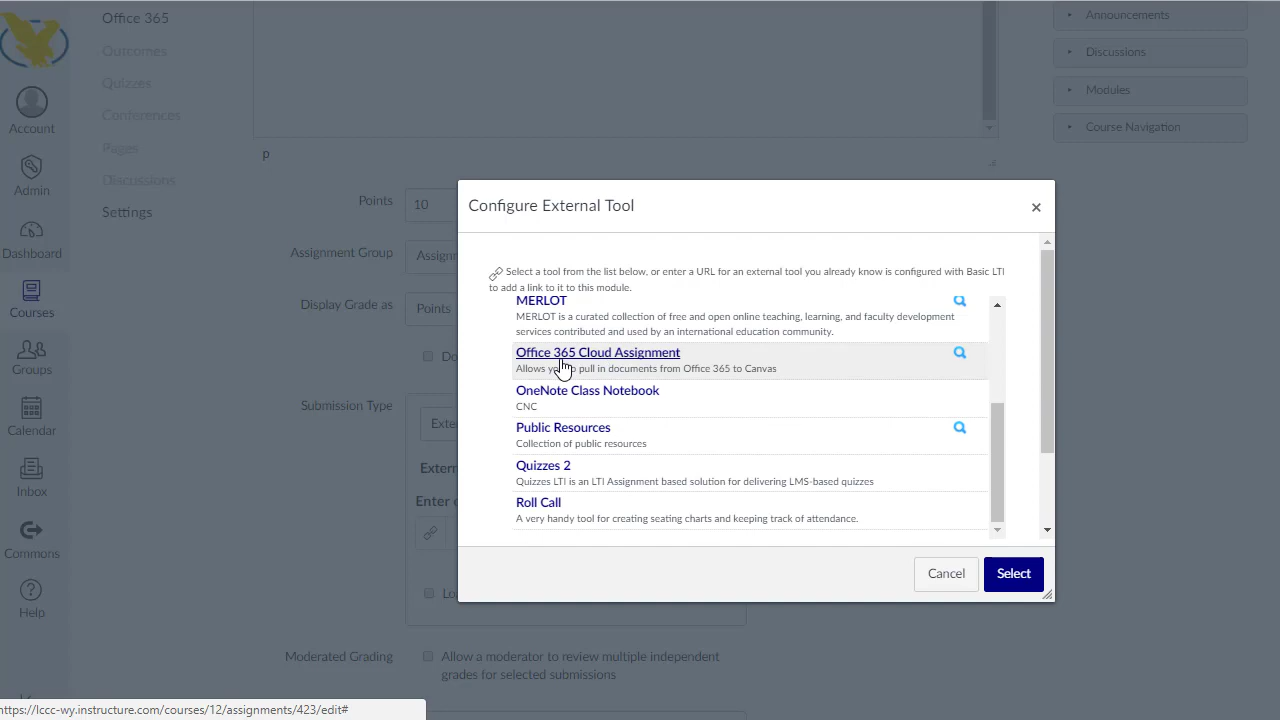 Office 365
Outcomes
Quizzes
Conferences
Pages
Discussions
Settings
Account
Admin
Dashboard
Courses
Groups
Calendar
Inbox
Commons
Help
p
Points
10
Assignment Group
Assignm
Display Grade as
Points
Do
Submission Type
Exte
Extern
Enter o
Lo
Moderated Grading
Allow a moderator to review multiple independent
grades for selected submissions
Announcements
Discussions
Modules
Course Navigation
Configure External Tool
×
Select a tool from the list below, or enter a URL for an external tool you already know is configured with Basic LTI
to add a link to it to this module.
MERLOT
MERLOT is a curated collection of free and open online teaching, learning, and faculty development
services contributed and used by an international education community.
Office 365 Cloud Assignment
Allows to pull in documents from Office 365 to Canvas
OneNote Class Notebook
CNC
Public Resources
Collection of public resources
Quizzes 2
Quizzes LTI is an LTI Assignment based solution for delivering LMS-based quizzes
Roll Call
A very handy tool for creating seating charts and keeping track of attendance.
Cancel
Select
https://lccc-wy.instructure.com/courses/12/assignments/423/edit#